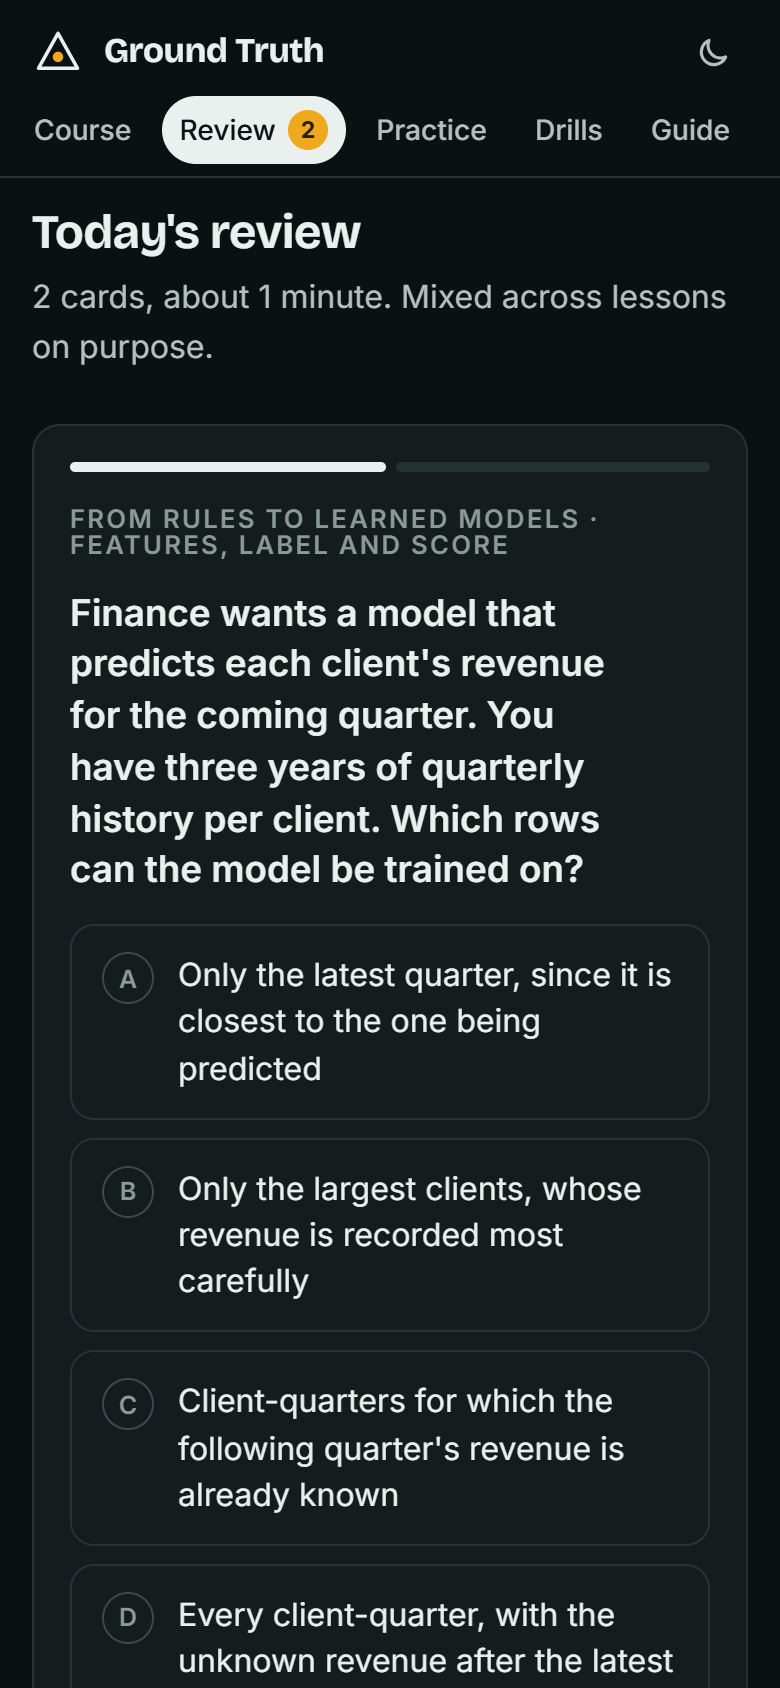 Ground Truth
Course
Review 2
Practice
Drills
Guide
Today's review
2 cards, about 1 minute. Mixed across lessons
on purpose.
FROM RULES TO LEARNED MODELS ·
FEATURES, LABEL AND SCORE
Finance wants a model that
predicts each client's revenue
for the coming quarter. You
have three years of quarterly
history per client. Which rows
can the model be trained on?
A Only the latest quarter, since it is
closest to the one being
predicted
B Only the largest clients, whose
revenue is recorded most
carefully
C Client-quarters for which the
following quarter's revenue is
already known
D Every client-quarter, with the
unknown revenue after the latest